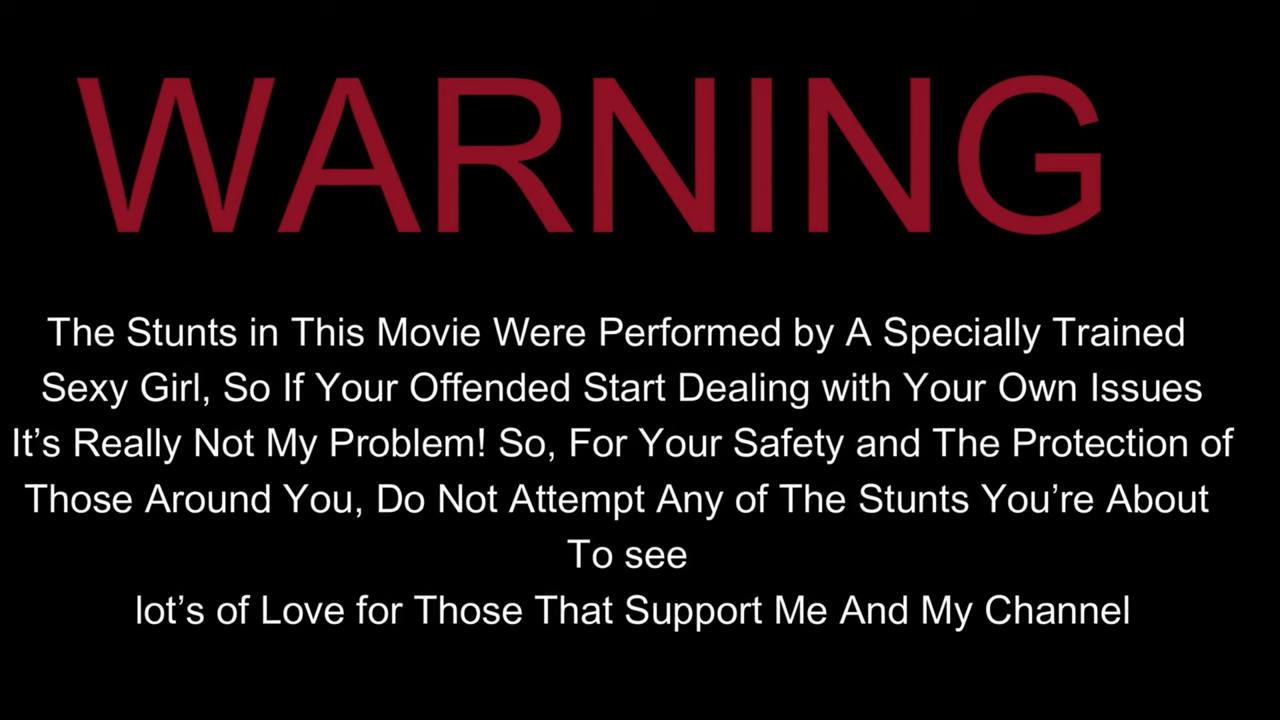 WARNING
The Stunts in This Movie Were Performed by A Specially Trained
Sexy Girl, So If Your Offended Start Dealing with Your Own Issues
It’s Really Not My Problem! So, For Your Safety and The Protection of
Those Around You, Do Not Attempt Any of The Stunts You’re About
To see
lot’s of Love for Those That Support Me And My Channel